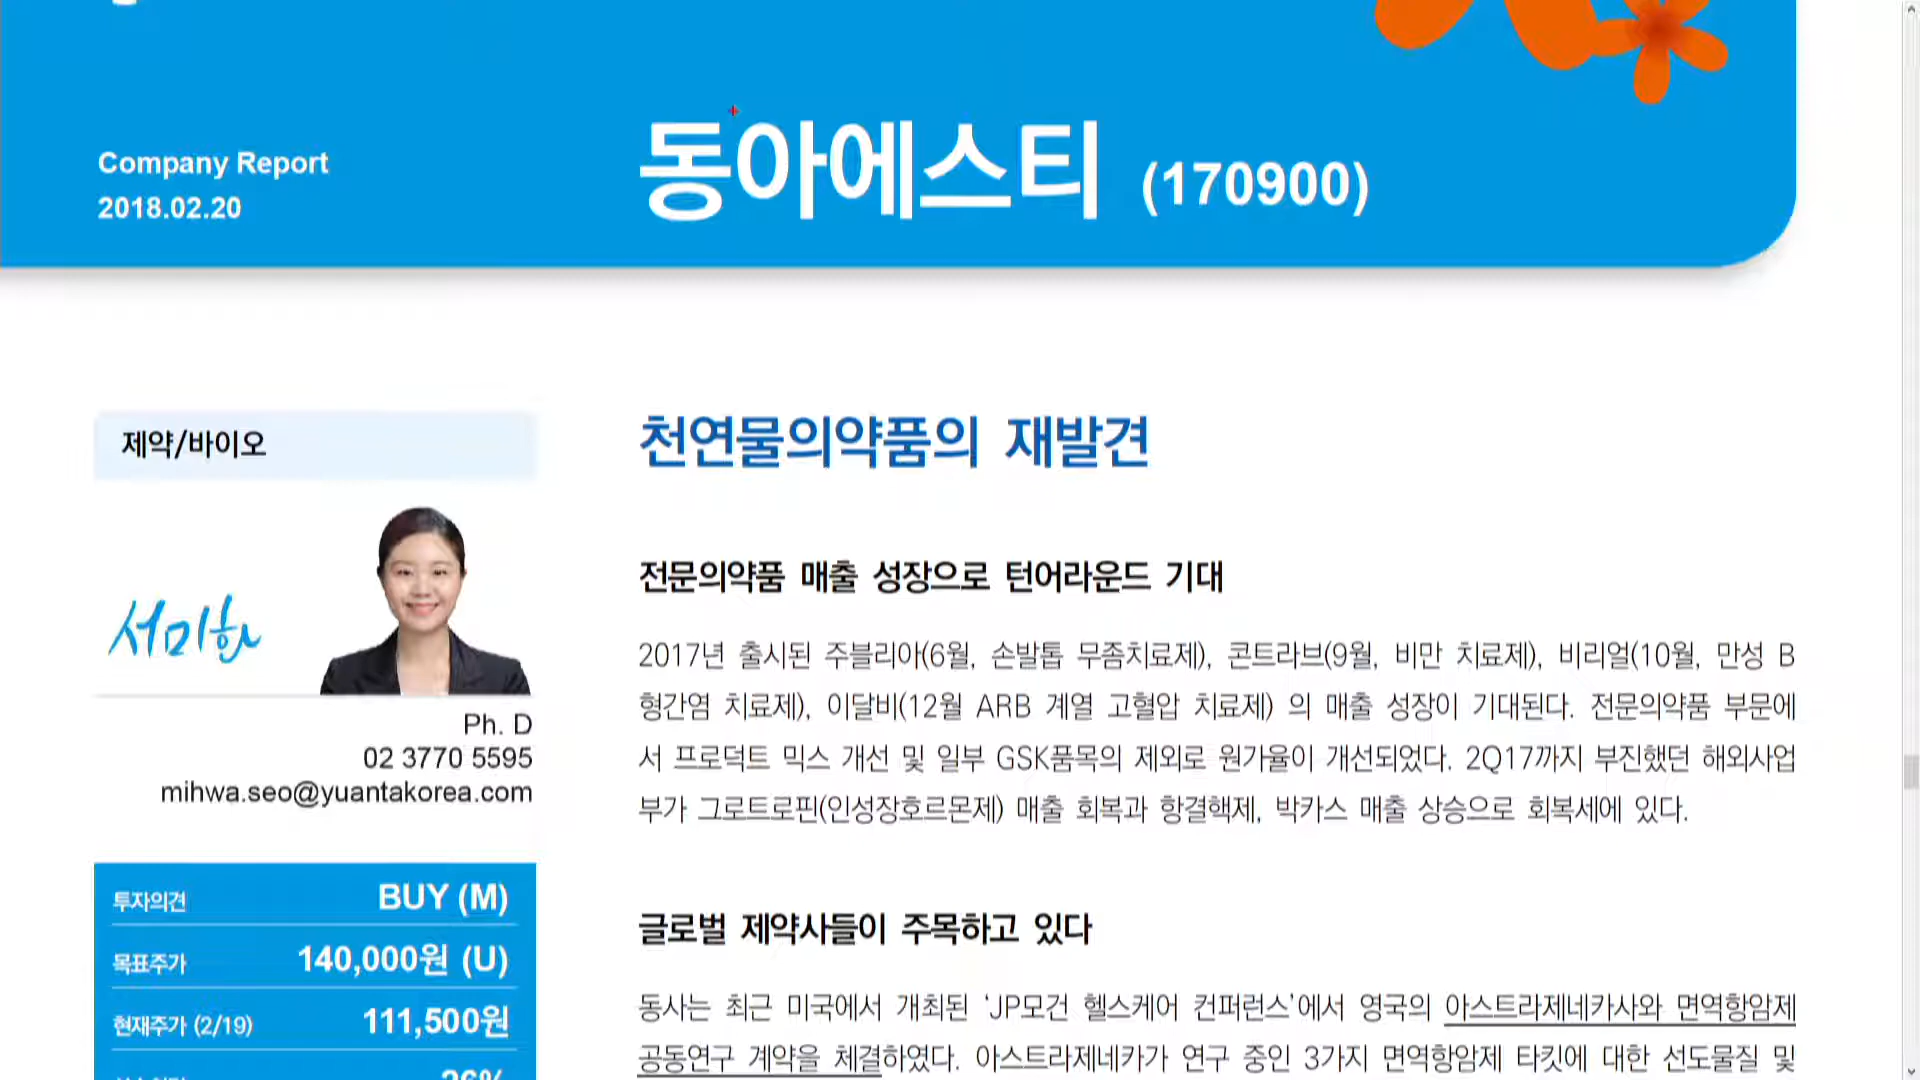 Company Report
2018.02.20
동아에스티 (170900)
제약/바이오
서미화
Ph. D
02 3770 5595
mihwa.seo@yuantakorea.com
투자의견 BUY (M)
목표주가 140,000원 (U)
현재주가 (2/19) 111,500원
천연물의약품의 재발견
전문의약품 매출 성장으로 턴어라운드 기대
2017년 출시된 주블리아(6월, 손발톱 무좀치료제), 콘트라브(9월, 비만 치료제), 비리얼(10월, 만성 B
형간염 치료제), 이달비(12월 ARB 계열 고혈압 치료제) 의 매출 성장이 기대된다. 전문의약품 부문에
서 프로덕트 믹스 개선 및 일부 GSK품목의 제외로 원가율이 개선되었다. 2Q17까지 부진했던 해외사업
부가 그로트로핀(인성장호르몬제) 매출 회복과 항결핵제, 박카스 매출 상승으로 회복세에 있다.
글로벌 제약사들이 주목하고 있다
동사는 최근 미국에서 개최된 ‘JP모건 헬스케어 컨퍼런스’에서 영국의 아스트라제네카사와 면역항암제
공동연구 계약을 체결하였다. 아스트라제네카가 연구 중인 3가지 면역항암제 타킷에 대한 선도물질 및